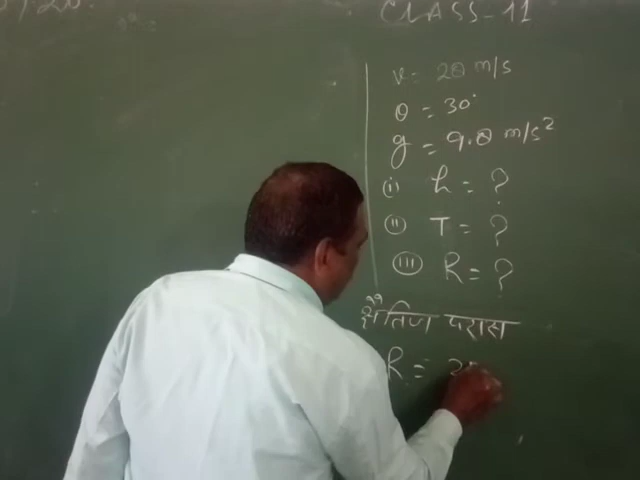 CLASS-11
v = 20 m/s
θ = 30°
g = 9.8 m/s²
(i) h = ?
(ii) T = ?
(iii) R = ?
क्षैतिज परास
R =